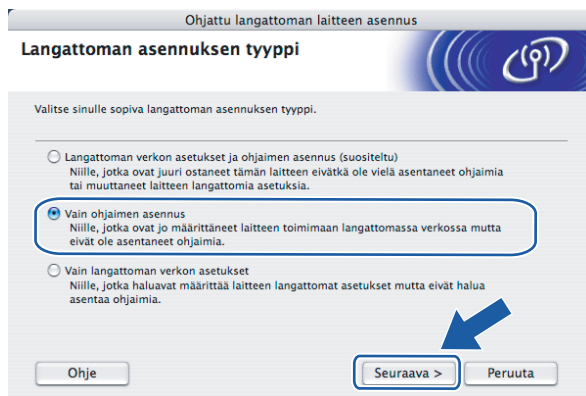 Ohjattu langattoman laitteen asennus
Langattoman asennuksen tyyppi
Valitse sinulle sopiva langattoman asennuksen tyyppi.
Langattoman verkon asetukset ja ohjaimen asennus (suositeltu)
Niille, jotka ovat juuri ostaneet tämän laitteen eivätkä ole vielä asentaneet ohjaimia
tai muuttaneet laitteen langattomia asetuksia.
Vain ohjaimen asennus
Niille, jotka ovat jo määrittäneet laitteen toimimaan langattomassa verkossa mutta
eivät ole asentaneet ohjaimia.
Vain langattoman verkon asetukset
Niille, jotka haluavat määrittää laitteen langattomat asetukset mutta eivät halua
asentaa ohjaimia.
Ohje
Seuraava >
Peruuta